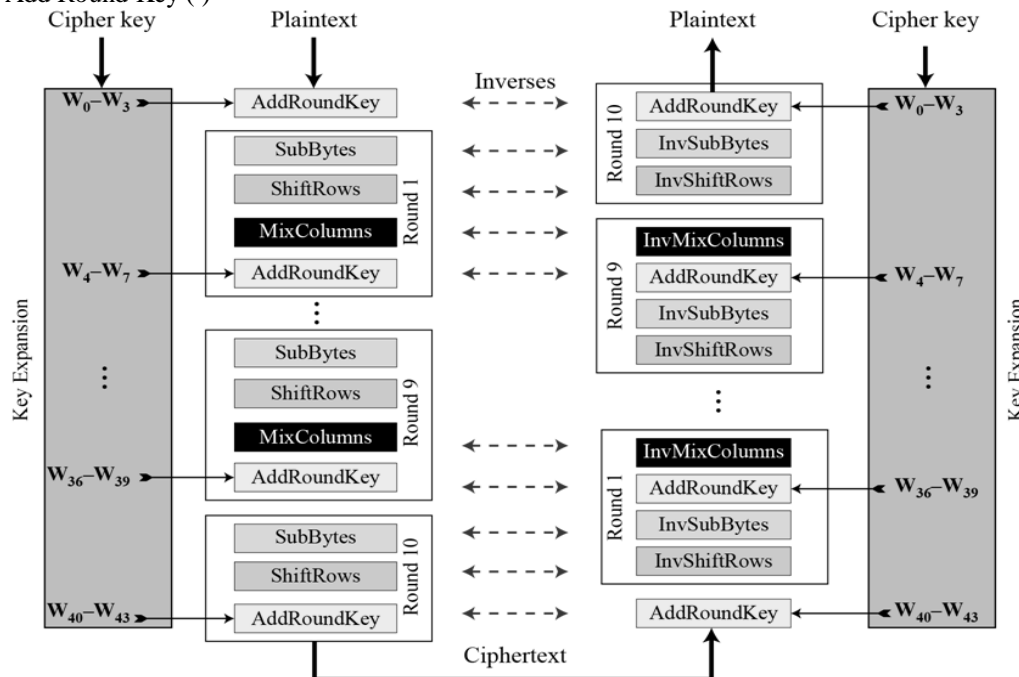 Add Round Key (·)
Cipher key
Plaintext
Plaintext
Cipher key
Inverses
W0–W3
AddRoundKey
SubBytes
ShiftRows
MixColumns
AddRoundKey
Round 1
W4–W7
...
SubBytes
ShiftRows
MixColumns
AddRoundKey
Round 9
...
W36–W39
SubBytes
ShiftRows
AddRoundKey
Round 10
W40–W43
Key Expansion
AddRoundKey
InvSubBytes
InvShiftRows
Round 10
W0–W3
InvMixColumns
AddRoundKey
InvSubBytes
InvShiftRows
Round 9
W4–W7
...
...
InvMixColumns
AddRoundKey
InvSubBytes
InvShiftRows
Round 1
W36–W39
AddRoundKey
W40–W43
Key Expansion
Ciphertext